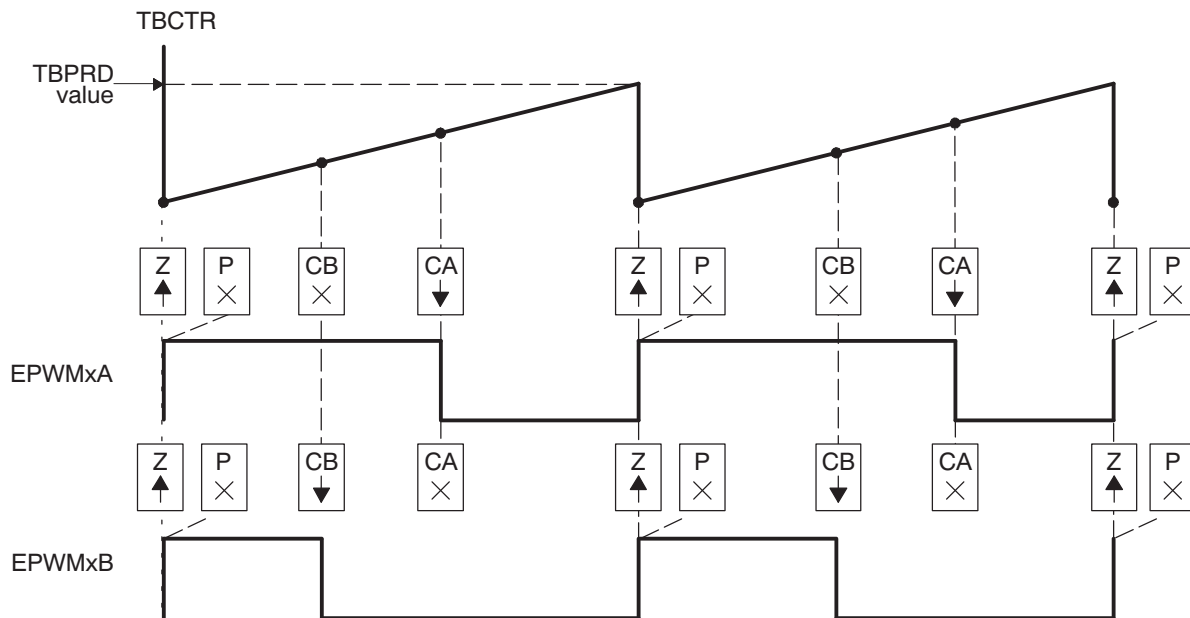 TBCTR
TBPRD
value
Z P CB CA Z P CB CA Z P
EPWMxA
Z P CB CA Z P CB CA Z P
EPWMxB